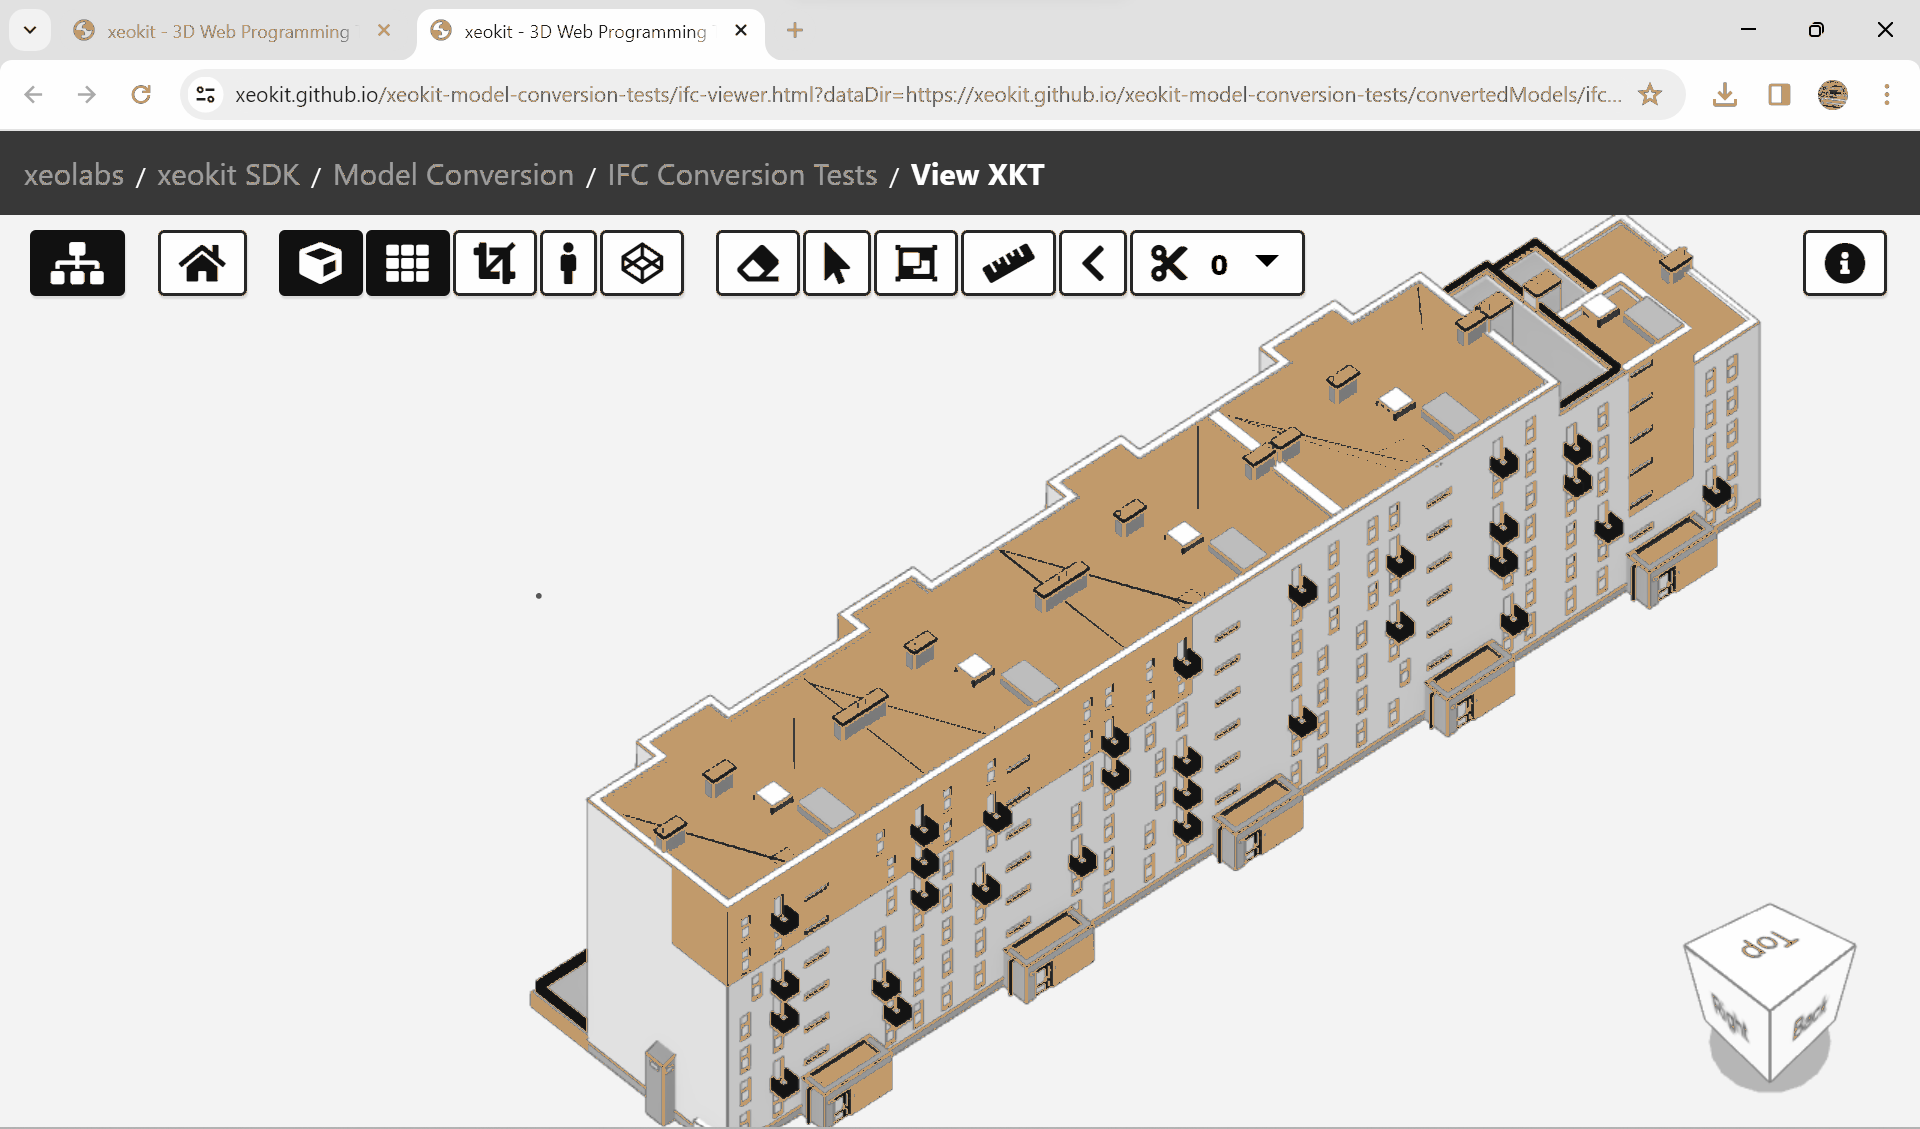 xeokit - 3D Web Programming
xeokit - 3D Web Programming
xeokit.github.io/xeokit-model-conversion-tests/ifc-viewer.html?dataDir=https://xeokit.github.io/xeokit-model-conversion-tests/convertedModels/ifc...
xeolabs / xeokit SDK / Model Conversion / IFC Conversion Tests / View XKT
0
Top
Right
Back